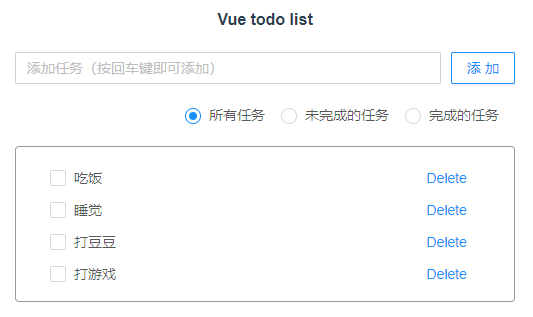 Vue todo list
添加任务（按回车键即可添加） 添 加
所有任务 未完成的任务 完成的任务
吃饭 Delete
睡觉 Delete
打豆豆 Delete
打游戏 Delete